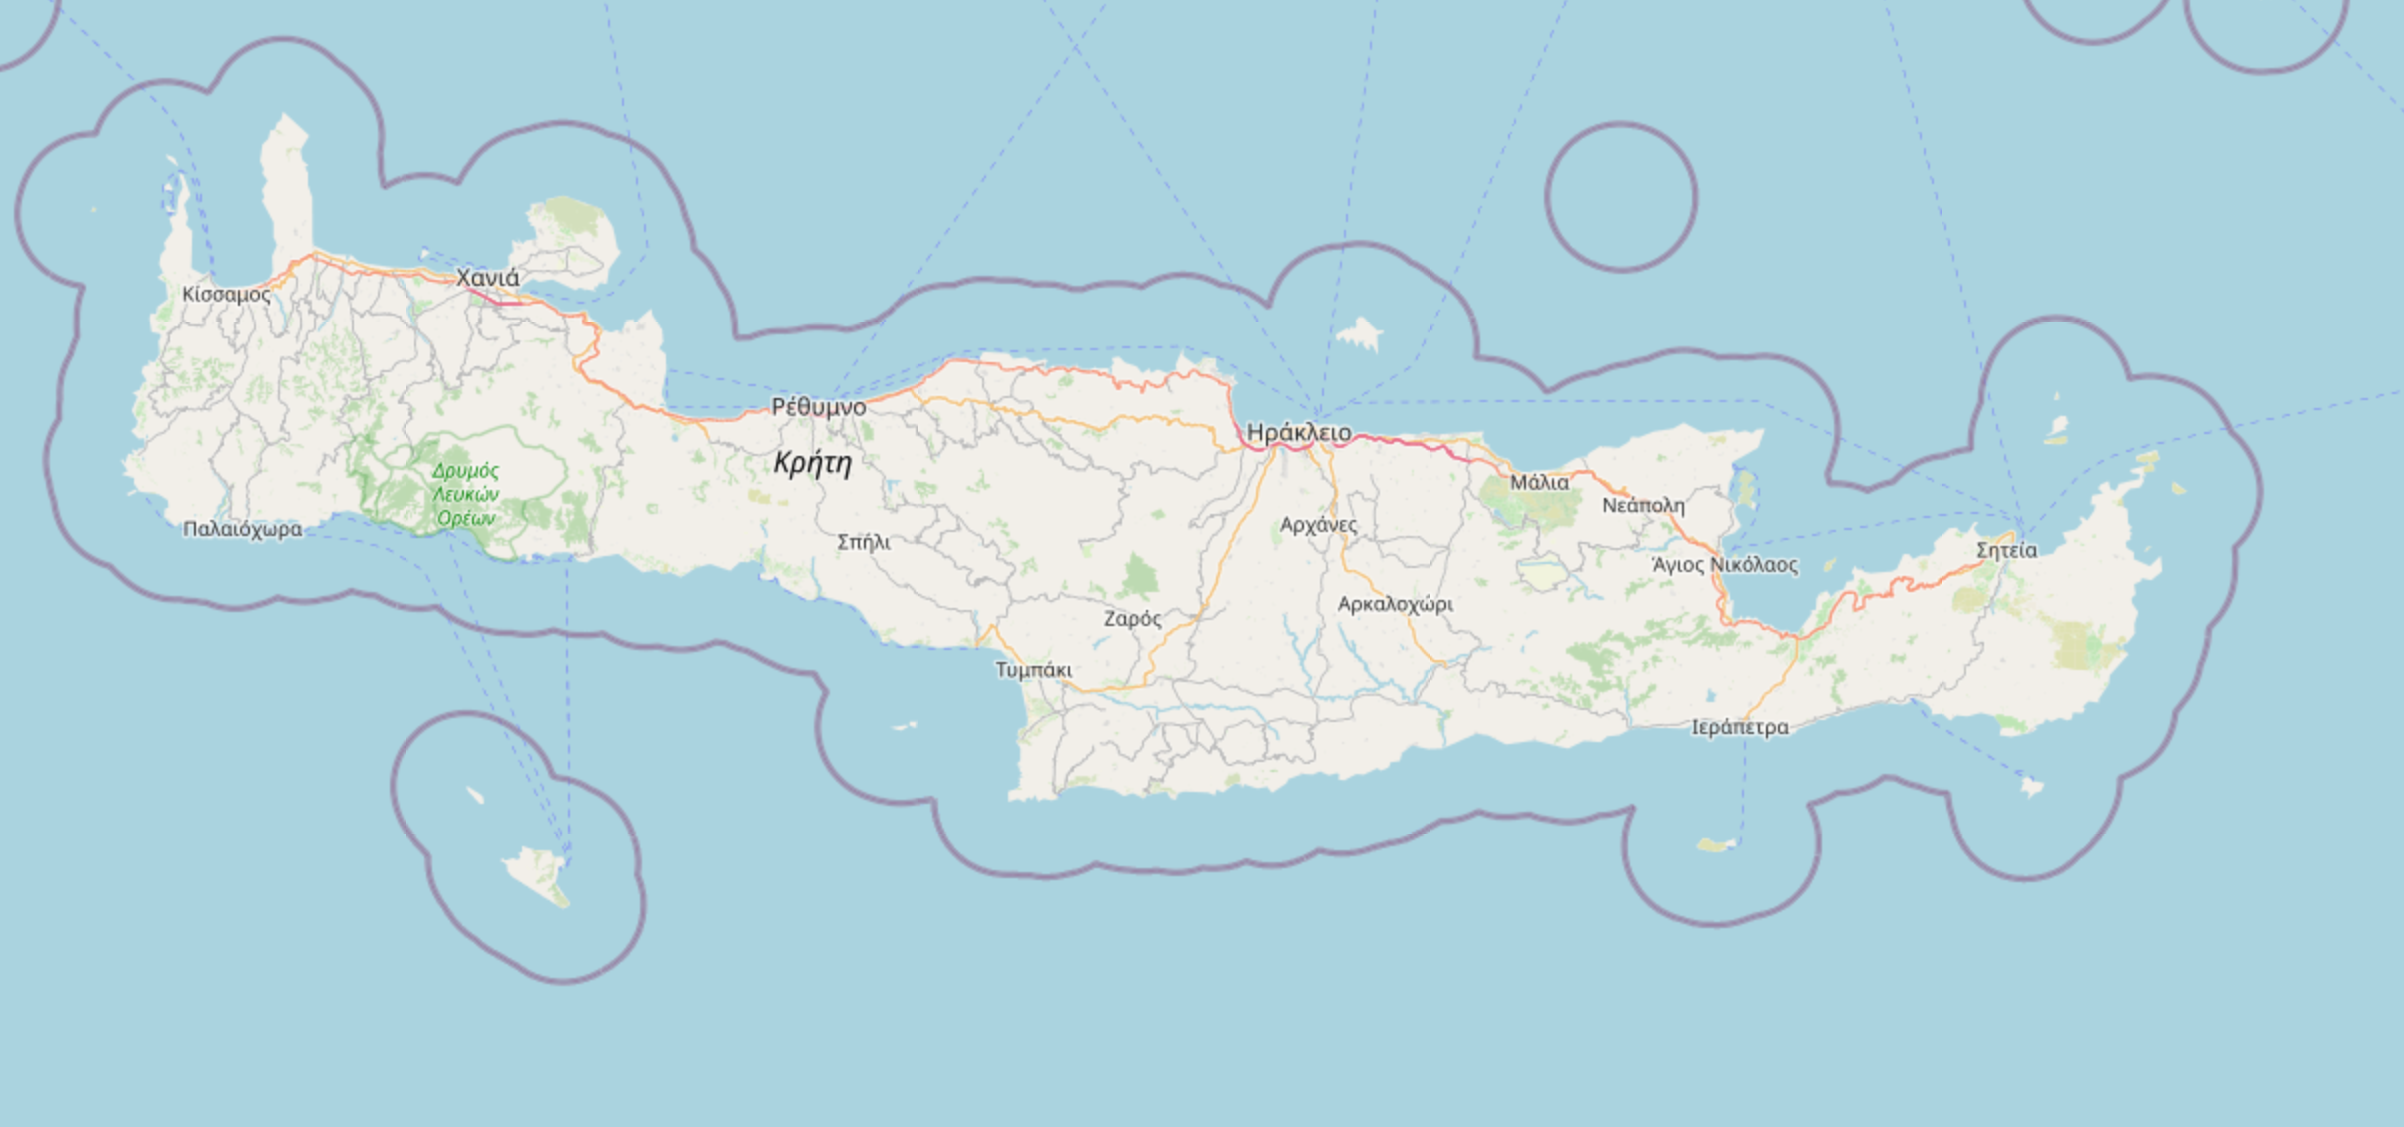 Χανιά
Κίσσαμος
Ρέθυμνο
Ηράκλειο
Κρήτη
Δρυμός
Λευκών
Ορέων
Μάλια
Νεάπολη
Παλαιόχωρα
Αρχάνες
Σπήλι
Σητεία
Άγιος Νικόλαος
Αρκαλοχώρι
Ζαρός
Τυμπάκι
Ιεράπετρα